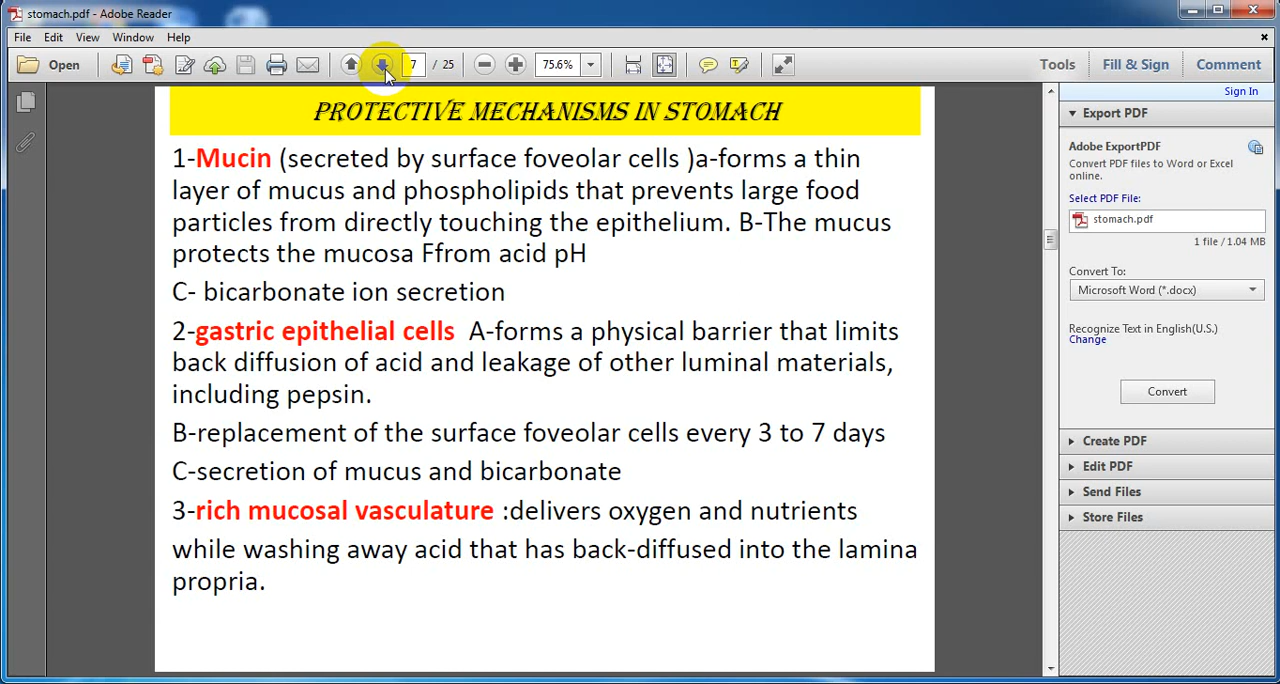 stomach.pdf - Adobe Reader
File Edit View Window Help
Open 7 / 25 75.6% Tools Fill & Sign Comment
Sign In
PROTECTIVE MECHANISMS IN STOMACH
1-Mucin (secreted by surface foveolar cells )a-forms a thin
layer of mucus and phospholipids that prevents large food
particles from directly touching the epithelium. B-The mucus
protects the mucosa Ffrom acid pH
C- bicarbonate ion secretion
2-gastric epithelial cells A-forms a physical barrier that limits
back diffusion of acid and leakage of other luminal materials,
including pepsin.
B-replacement of the surface foveolar cells every 3 to 7 days
C-secretion of mucus and bicarbonate
3-rich mucosal vasculature :delivers oxygen and nutrients
while washing away acid that has back-diffused into the lamina
propria.
Export PDF
Adobe ExportPDF
Convert PDF files to Word or Excel
online.
Select PDF File:
stomach.pdf
1 file / 1.04 MB
Convert To:
Microsoft Word (*.docx)
Recognize Text in English(U.S.)
Change
Convert
Create PDF
Edit PDF
Send Files
Store Files